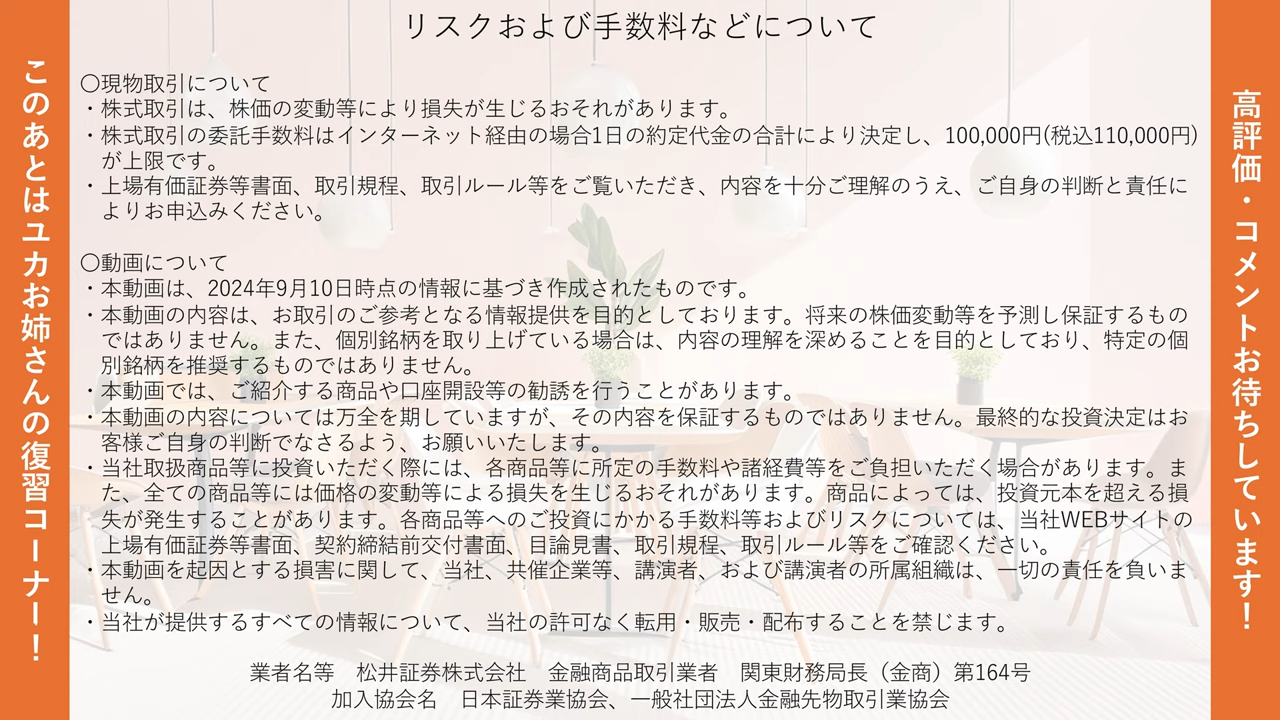 リスクおよび手数料などについて
このあとはユカお姉さんの復習コーナー！
〇現物取引について
・株式取引は、株価の変動等により損失が生じるおそれがあります。
・株式取引の委託手数料はインターネット経由の場合1日の約定代金の合計により決定し、100,000円(税込110,000円)
が上限です。
・上場有価証券等書面、取引規程、取引ルール等をご覧いただき、内容を十分ご理解のうえ、ご自身の判断と責任に
よりお申込みください。
〇動画について
・本動画は、2024年9月10日時点の情報に基づき作成されたものです。
・本動画の内容は、お取引のご参考となる情報提供を目的としております。将来の株価変動等を予測し保証するもの
ではありません。また、個別銘柄を取り上げている場合は、内容の理解を深めることを目的としており、特定の個
別銘柄を推奨するものではありません。
・本動画では、ご紹介する商品や口座開設等の勧誘を行うことがあります。
・本動画の内容については万全を期していますが、その内容を保証するものではありません。最終的な投資決定はお
客様ご自身の判断でなさるよう、お願いいたします。
・当社取扱商品等に投資いただく際には、各商品等に所定の手数料や諸経費等をご負担いただく場合があります。ま
た、全ての商品等には価格の変動等による損失を生じるおそれがあります。商品によっては、投資元本を超える損
失が発生することがあります。各商品等へのご投資にかかる手数料等およびリスクについては、当社WEBサイトの
上場有価証券等書面、契約締結前交付書面、目論見書、取引規程、取引ルール等をご確認ください。
・本動画を起因とする損害に関して、当社、共催企業等、講演者、および講演者の所属組織は、一切の責任を負いま
せん。
・当社が提供するすべての情報について、当社の許可なく転用・販売・配布することを禁じます。
業者名等　松井証券株式会社　金融商品取引業者　関東財務局長（金商）第164号
加入協会名　日本証券業協会、一般社団法人金融先物取引業協会
高評価・コメントお待ちしています！